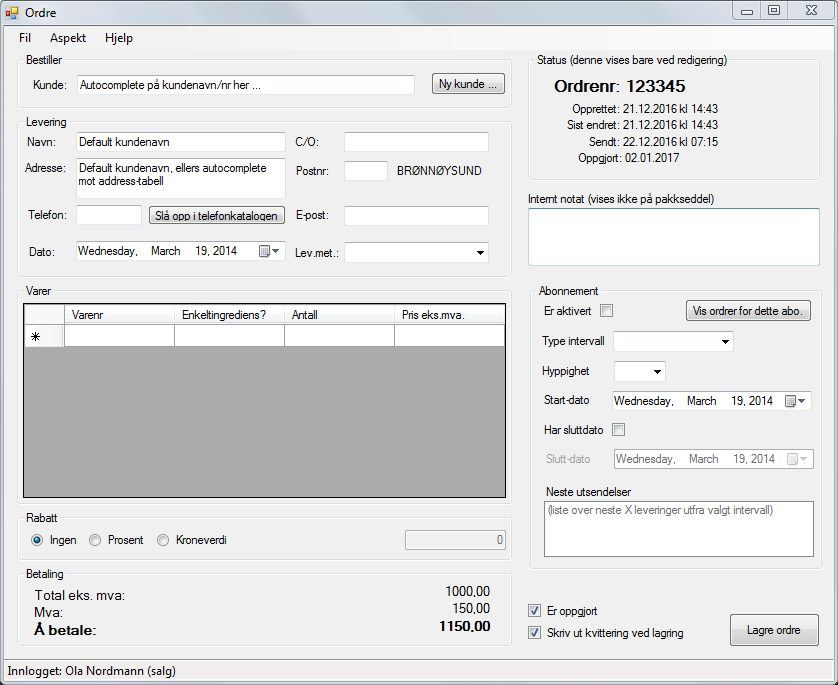 Ordre
Fil Aspekt Hjelp
Bestiller
Kunde: Autocomplete på kundenavn/nr her ... Ny kunde ...
Levering
Navn: Default kundenavn C/O:
Adresse: Default kundenavn, ellers autocomplete
mot address-tabell
Postnr: BRØNNØYSUND
Telefon: Slå opp i telefonkatalogen E-post:
Dato: Wednesday, March 19, 2014 Lev.met.:
Varer
Varenr Enkeltingrediens? Antall Pris eks.mva.
Rabatt
Ingen Prosent Kroneverdi 0
Betaling
Total eks. mva: 1000,00
Mva: 150,00
Å betale: 1150,00
Status (denne vises bare ved redigering)
Ordrenr: 123345
Opprettet: 21.12.2016 kl 14:43
Sist endret: 21.12.2016 kl 14:43
Sendt: 22.12.2016 kl 07:15
Oppgjort: 02.01.2017
Internt notat (vises ikke på pakkseddel)
Abonnement
Er aktivert Vis ordrer for dette abo.
Type intervall
Hyppighet
Start-dato Wednesday, March 19, 2014
Har sluttdato
Slutt-dato Wednesday, March 19, 2014
Neste utsendelser
(liste over neste X leveringer utfra valgt intervall)
Er oppgjort
Skriv ut kvittering ved lagring
Lagre ordre
Innlogget: Ola Nordmann (salg)